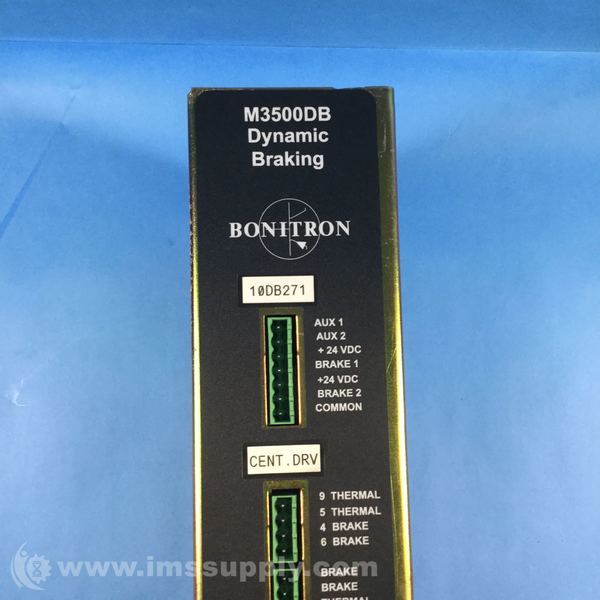 M3500DB
Dynamic
Braking
BONITRON
10DB271
AUX 1
AUX 2
+ 24 VDC
BRAKE 1
+24 VDC
BRAKE 2
COMMON
CENT.DRV
9 THERMAL
5 THERMAL
4 BRAKE
6 BRAKE
BRAKE
BRAKE
THERMAL
www.imssupply.com